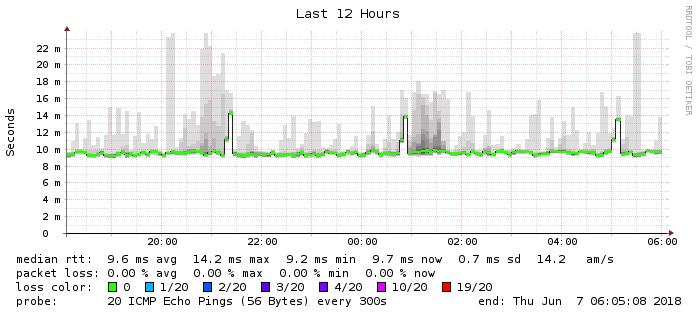 Last 12 Hours
RRDTOOL / TOBI OETIKER
Seconds
22 m
20 m
18 m
16 m
14 m
12 m
10 m
8 m
6 m
4 m
2 m
0
20:00 22:00 00:00 02:00 04:00 06:00
median rtt: 9.6 ms avg 14.2 ms max 9.2 ms min 9.7 ms now 0.7 ms sd 14.2 am/s
packet loss: 0.00 % avg 0.00 % max 0.00 % min 0.00 % now
loss color: 0 1/20 2/20 3/20 4/20 10/20 19/20
probe: 20 ICMP Echo Pings (56 Bytes) every 300s end: Thu Jun 7 06:05:08 2018